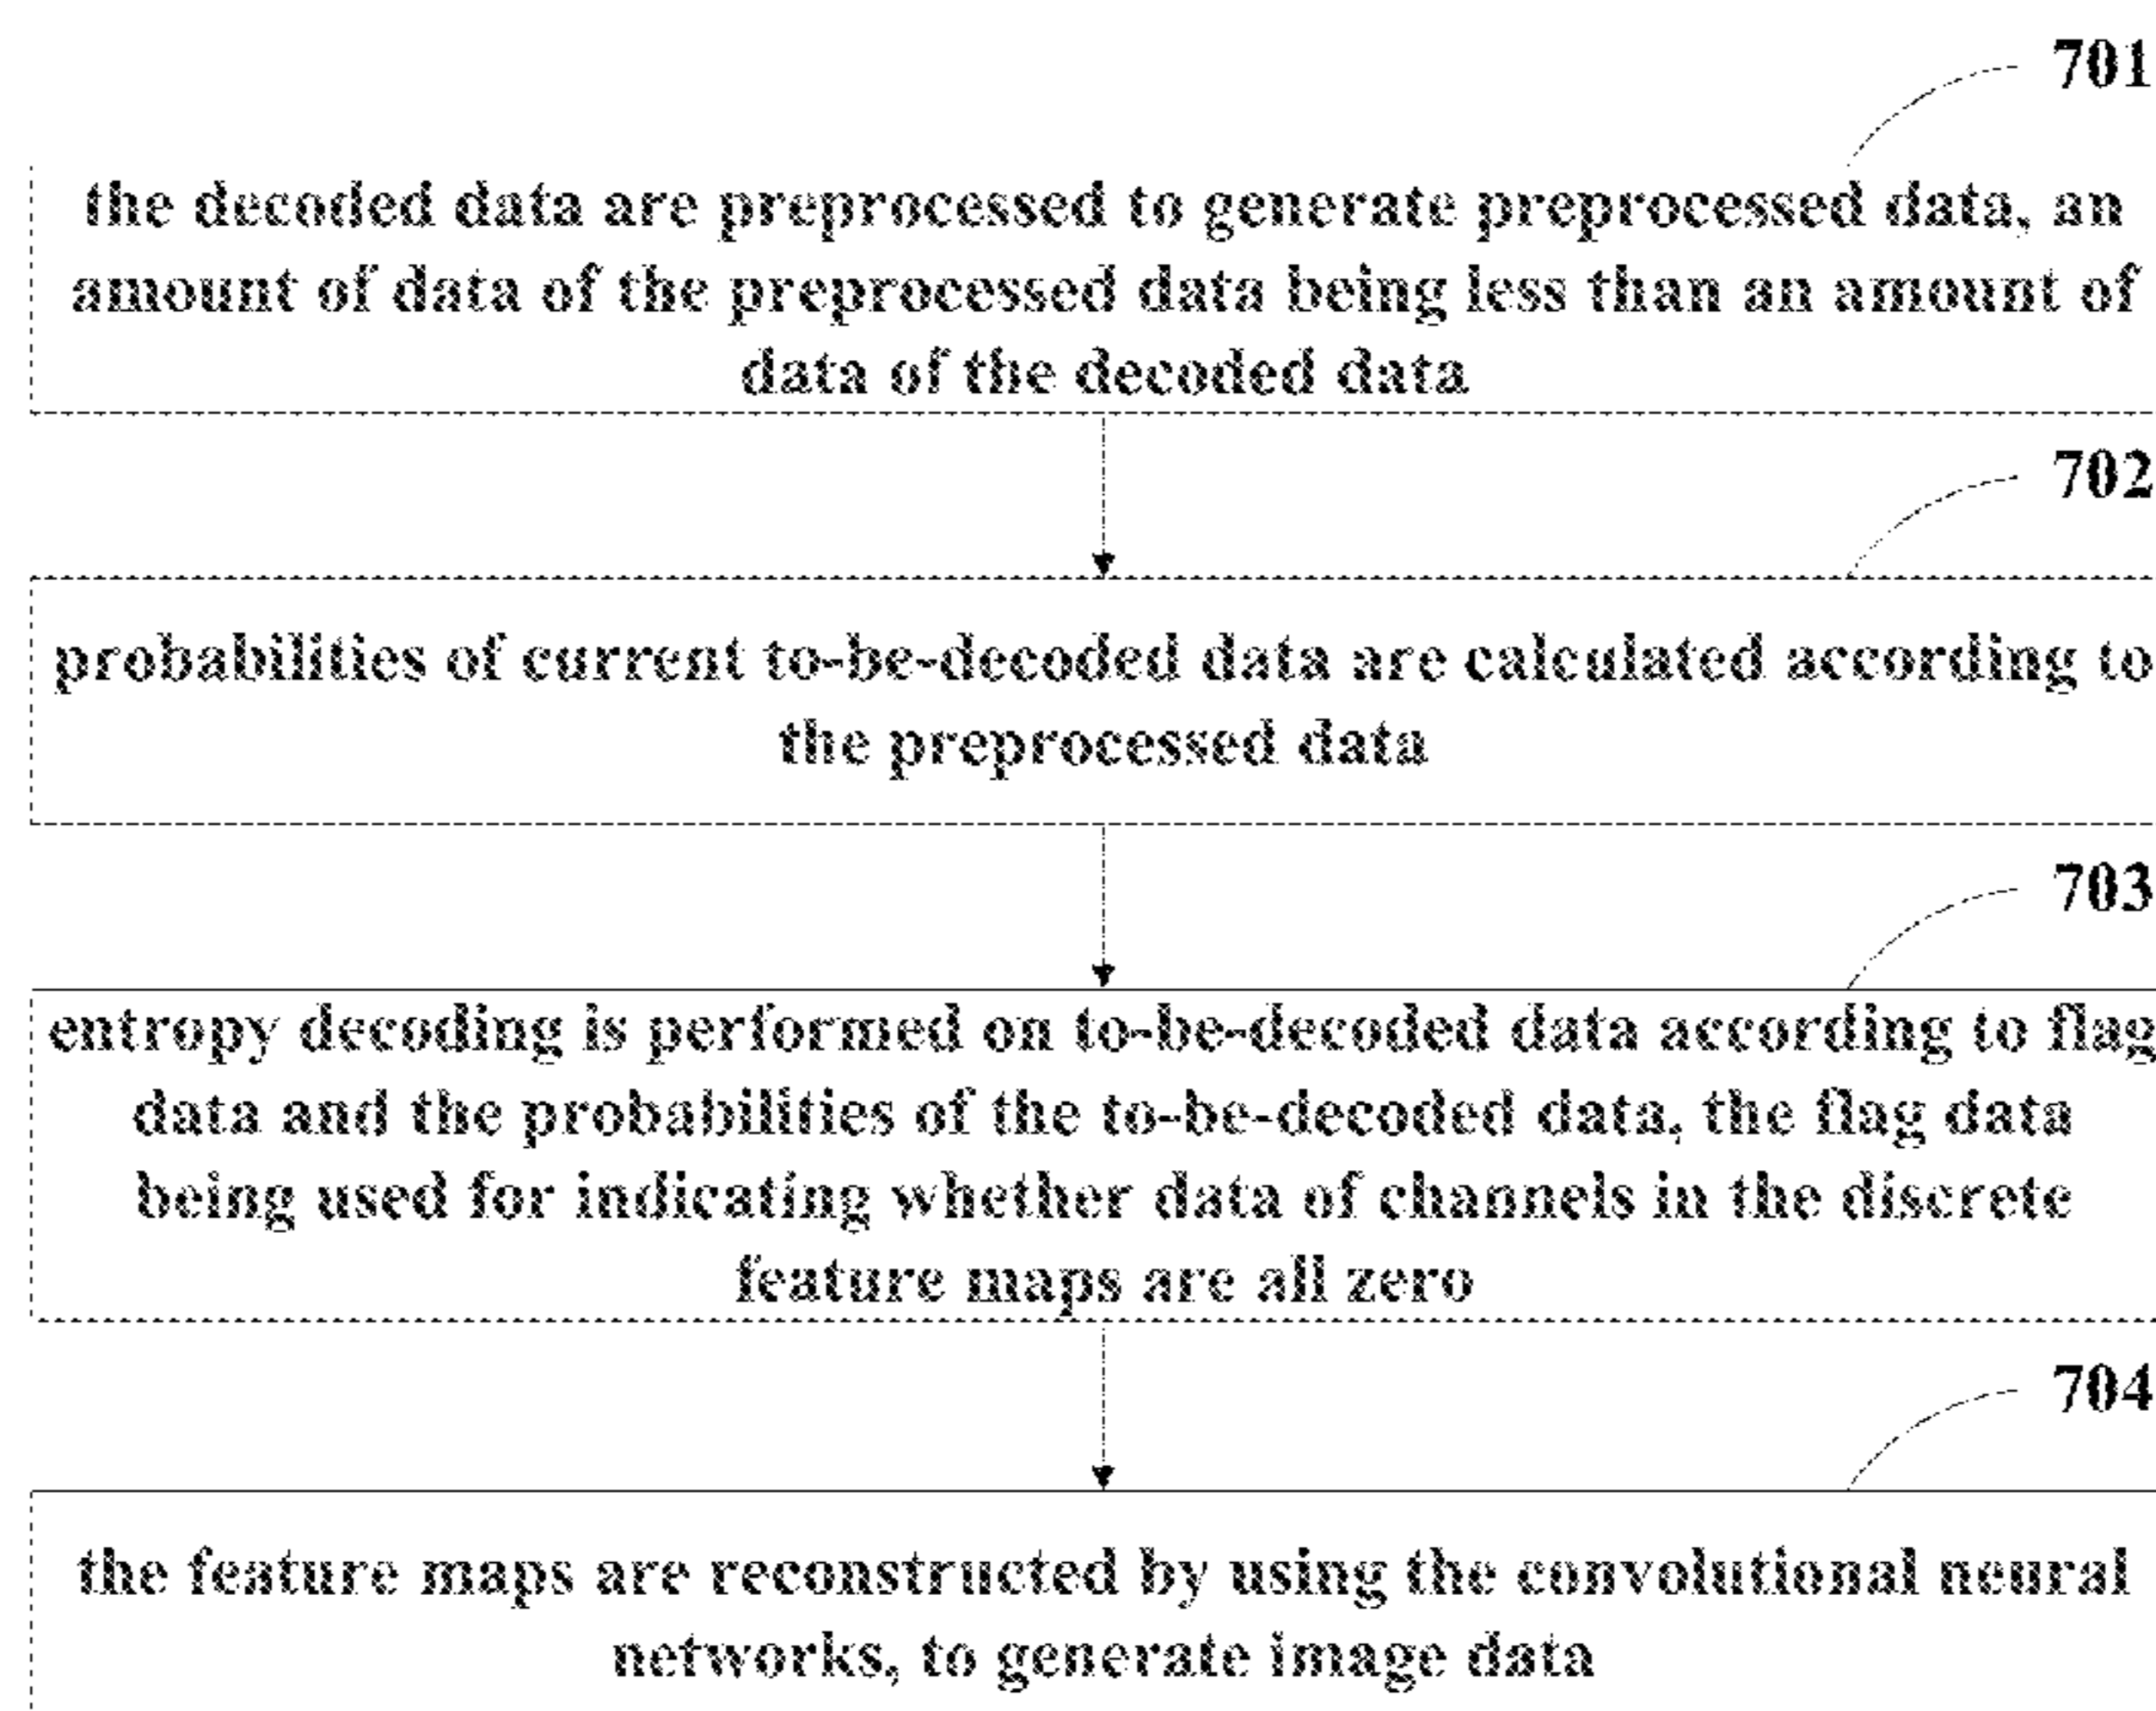 701
the decoded data are preprocessed to generate preprocessed data, an
amount of data of the preprocessed data being less than an amount of
data of the decoded data
702
probabilities of current to-be-decoded data are calculated according to
the preprocessed data
703
entropy decoding is performed on to-be-decoded data according to flag
data and the probabilities of the to-be-decoded data, the flag data
being used for indicating whether data of channels in the discrete
feature maps are all zero
704
the feature maps are reconstructed by using the convolutional neural
networks, to generate image data